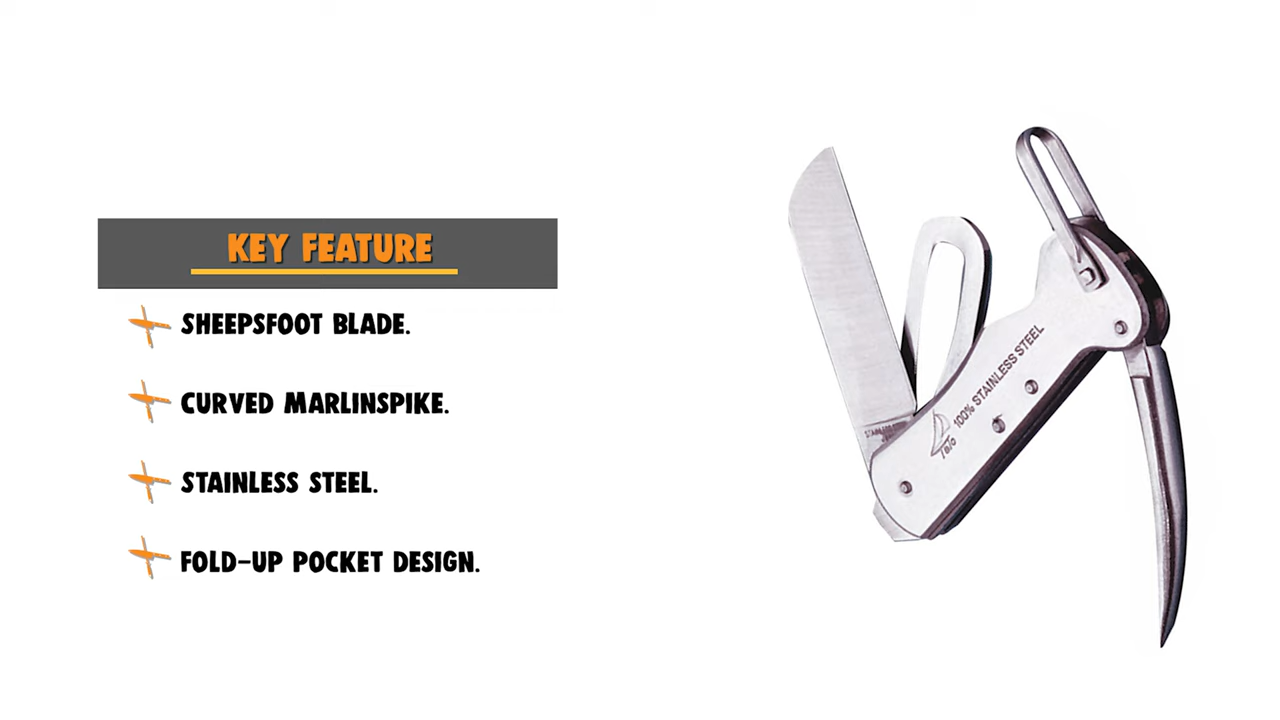 KEY FEATURE
SHEEPSFOOT BLADE.
CURVED MARLINSPIKE.
STAINLESS STEEL.
FOLD-UP POCKET DESIGN.
100% STAINLESS STEEL